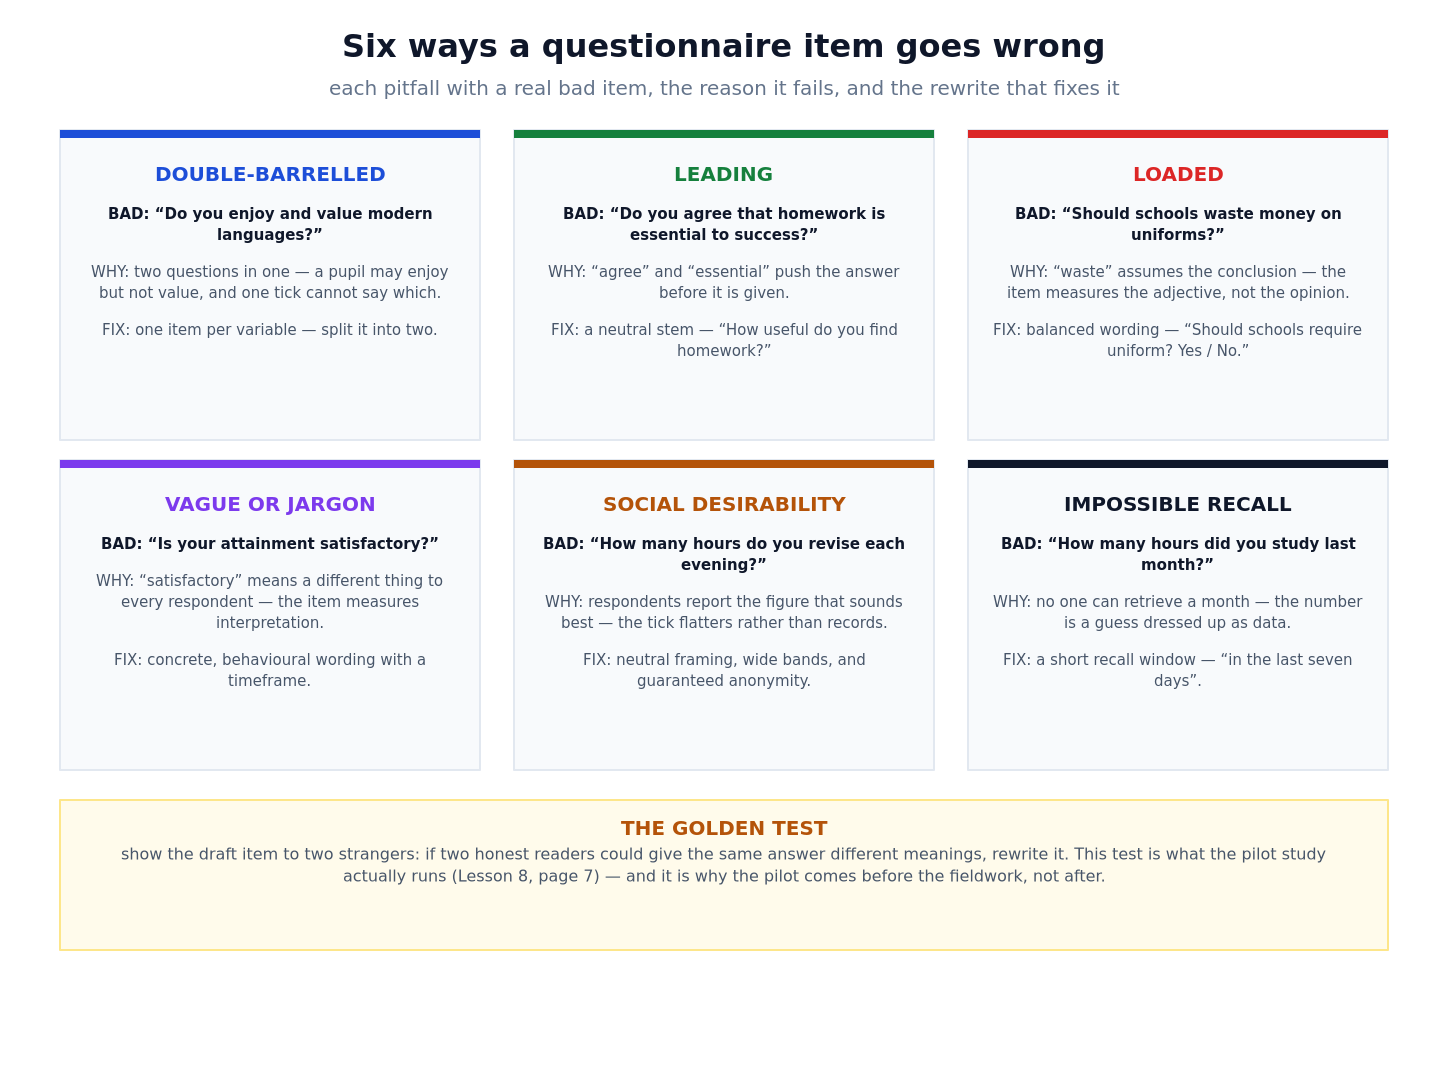 Six ways a questionnaire item goes wrong
each pitfall with a real bad item, the reason it fails, and the rewrite that fixes it
DOUBLE-BARRELLED
BAD: “Do you enjoy and value modern
languages?”
WHY: two questions in one — a pupil may enjoy
but not value, and one tick cannot say which.
FIX: one item per variable — split it into two.
LEADING
BAD: “Do you agree that homework is
essential to success?”
WHY: “agree” and “essential” push the answer
before it is given.
FIX: a neutral stem — “How useful do you find
homework?”
LOADED
BAD: “Should schools waste money on
uniforms?”
WHY: “waste” assumes the conclusion — the
item measures the adjective, not the opinion.
FIX: balanced wording — “Should schools require
uniform? Yes / No.”
VAGUE OR JARGON
BAD: “Is your attainment satisfactory?”
WHY: “satisfactory” means a different thing to
every respondent — the item measures
interpretation.
FIX: concrete, behavioural wording with a
timeframe.
SOCIAL DESIRABILITY
BAD: “How many hours do you revise each
evening?”
WHY: respondents report the figure that sounds
best — the tick flatters rather than records.
FIX: neutral framing, wide bands, and
guaranteed anonymity.
IMPOSSIBLE RECALL
BAD: “How many hours did you study last
month?”
WHY: no one can retrieve a month — the number
is a guess dressed up as data.
FIX: a short recall window — “in the last seven
days”.
THE GOLDEN TEST
show the draft item to two strangers: if two honest readers could give the same answer different meanings, rewrite it. This test is what the pilot study
actually runs (Lesson 8, page 7) — and it is why the pilot comes before the fieldwork, not after.